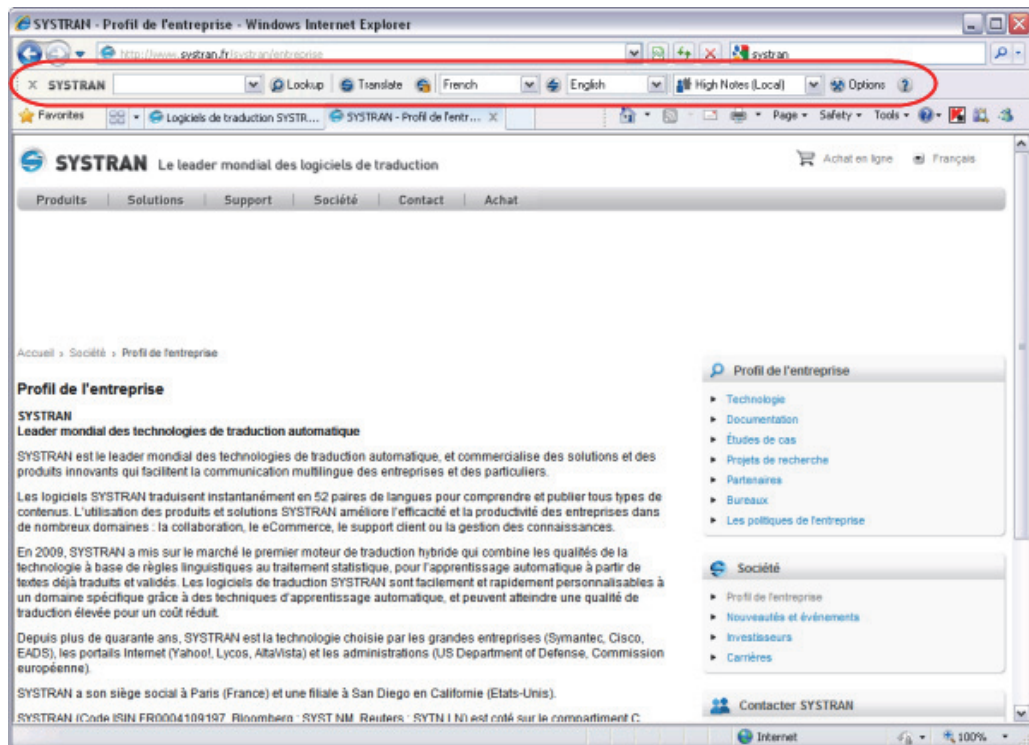 SYSTRAN - Profil de l'entreprise - Windows Internet Explorer
http://www.systran.fr/systran/entreprise systran
X SYSTRAN Lookup Translate French English High Notes (Local) Options ?
Favorites Logiciels de traduction SYSTR... SYSTRAN - Profil de l'entr... X Page Safety Tools
SYSTRAN Le leader mondial des logiciels de traduction Achat en ligne Français
Produits | Solutions | Support | Société | Contact | Achat
Accueil > Société > Profil de l'entreprise
Profil de l'entreprise
SYSTRAN
Leader mondial des technologies de traduction automatique
SYSTRAN est le leader mondial des technologies de traduction automatique, et commercialise des solutions et des
produits innovants qui facilitent la communication multilingue des entreprises et des particuliers.
Les logiciels SYSTRAN traduisent instantanément en 52 paires de langues pour comprendre et publier tous types de
contenus. L'utilisation des produits et solutions SYSTRAN améliore l'efficacité et la productivité des entreprises dans
de nombreux domaines : la collaboration, le eCommerce, le support client ou la gestion des connaissances.
En 2009, SYSTRAN a mis sur le marché le premier moteur de traduction hybride qui combine les qualités de la
technologie à base de règles linguistiques au traitement statistique, pour l'apprentissage automatique à partir de
textes déjà traduits et validés. Les logiciels de traduction SYSTRAN sont facilement et rapidement personnalisables à
un domaine spécifique grâce à des techniques d'apprentissage automatique, et peuvent atteindre une qualité de
traduction élevée pour un coût réduit.
Depuis plus de quarante ans, SYSTRAN est la technologie choisie par les grandes entreprises (Symantec, Cisco,
EADS), les portails Internet (Yahoo!, Lycos, AltaVista) et les administrations (US Department of Defense, Commission
européenne).
SYSTRAN a son siège social à Paris (France) et une filiale à San Diego en Californie (Etats-Unis).
SYSTRAN (Code ISIN FR0004109197, Bloomberg : SYST NM, Reuters : SYTN.LN) est coté sur le compartiment C
Profil de l'entreprise
Technologie
Documentation
Études de cas
Projets de recherche
Partenaires
Bureaux
Les politiques de l'entreprise
Société
Profil de l'entreprise
Nouveautés et événements
Investisseurs
Carrières
Contacter SYSTRAN
Internet 100%